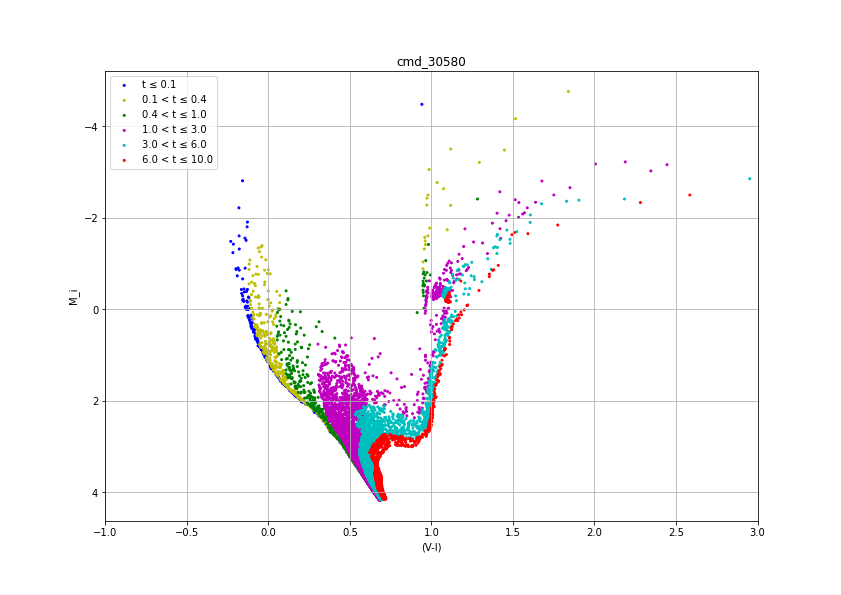 cmd_30580
t ≤ 0.1
0.1 < t ≤ 0.4
0.4 < t ≤ 1.0
1.0 < t ≤ 3.0
3.0 < t ≤ 6.0
6.0 < t ≤ 10.0
M_i
−4
−2
0
2
4
−1.0 −0.5 0.0 0.5 1.0 1.5 2.0 2.5 3.0
(V-I)